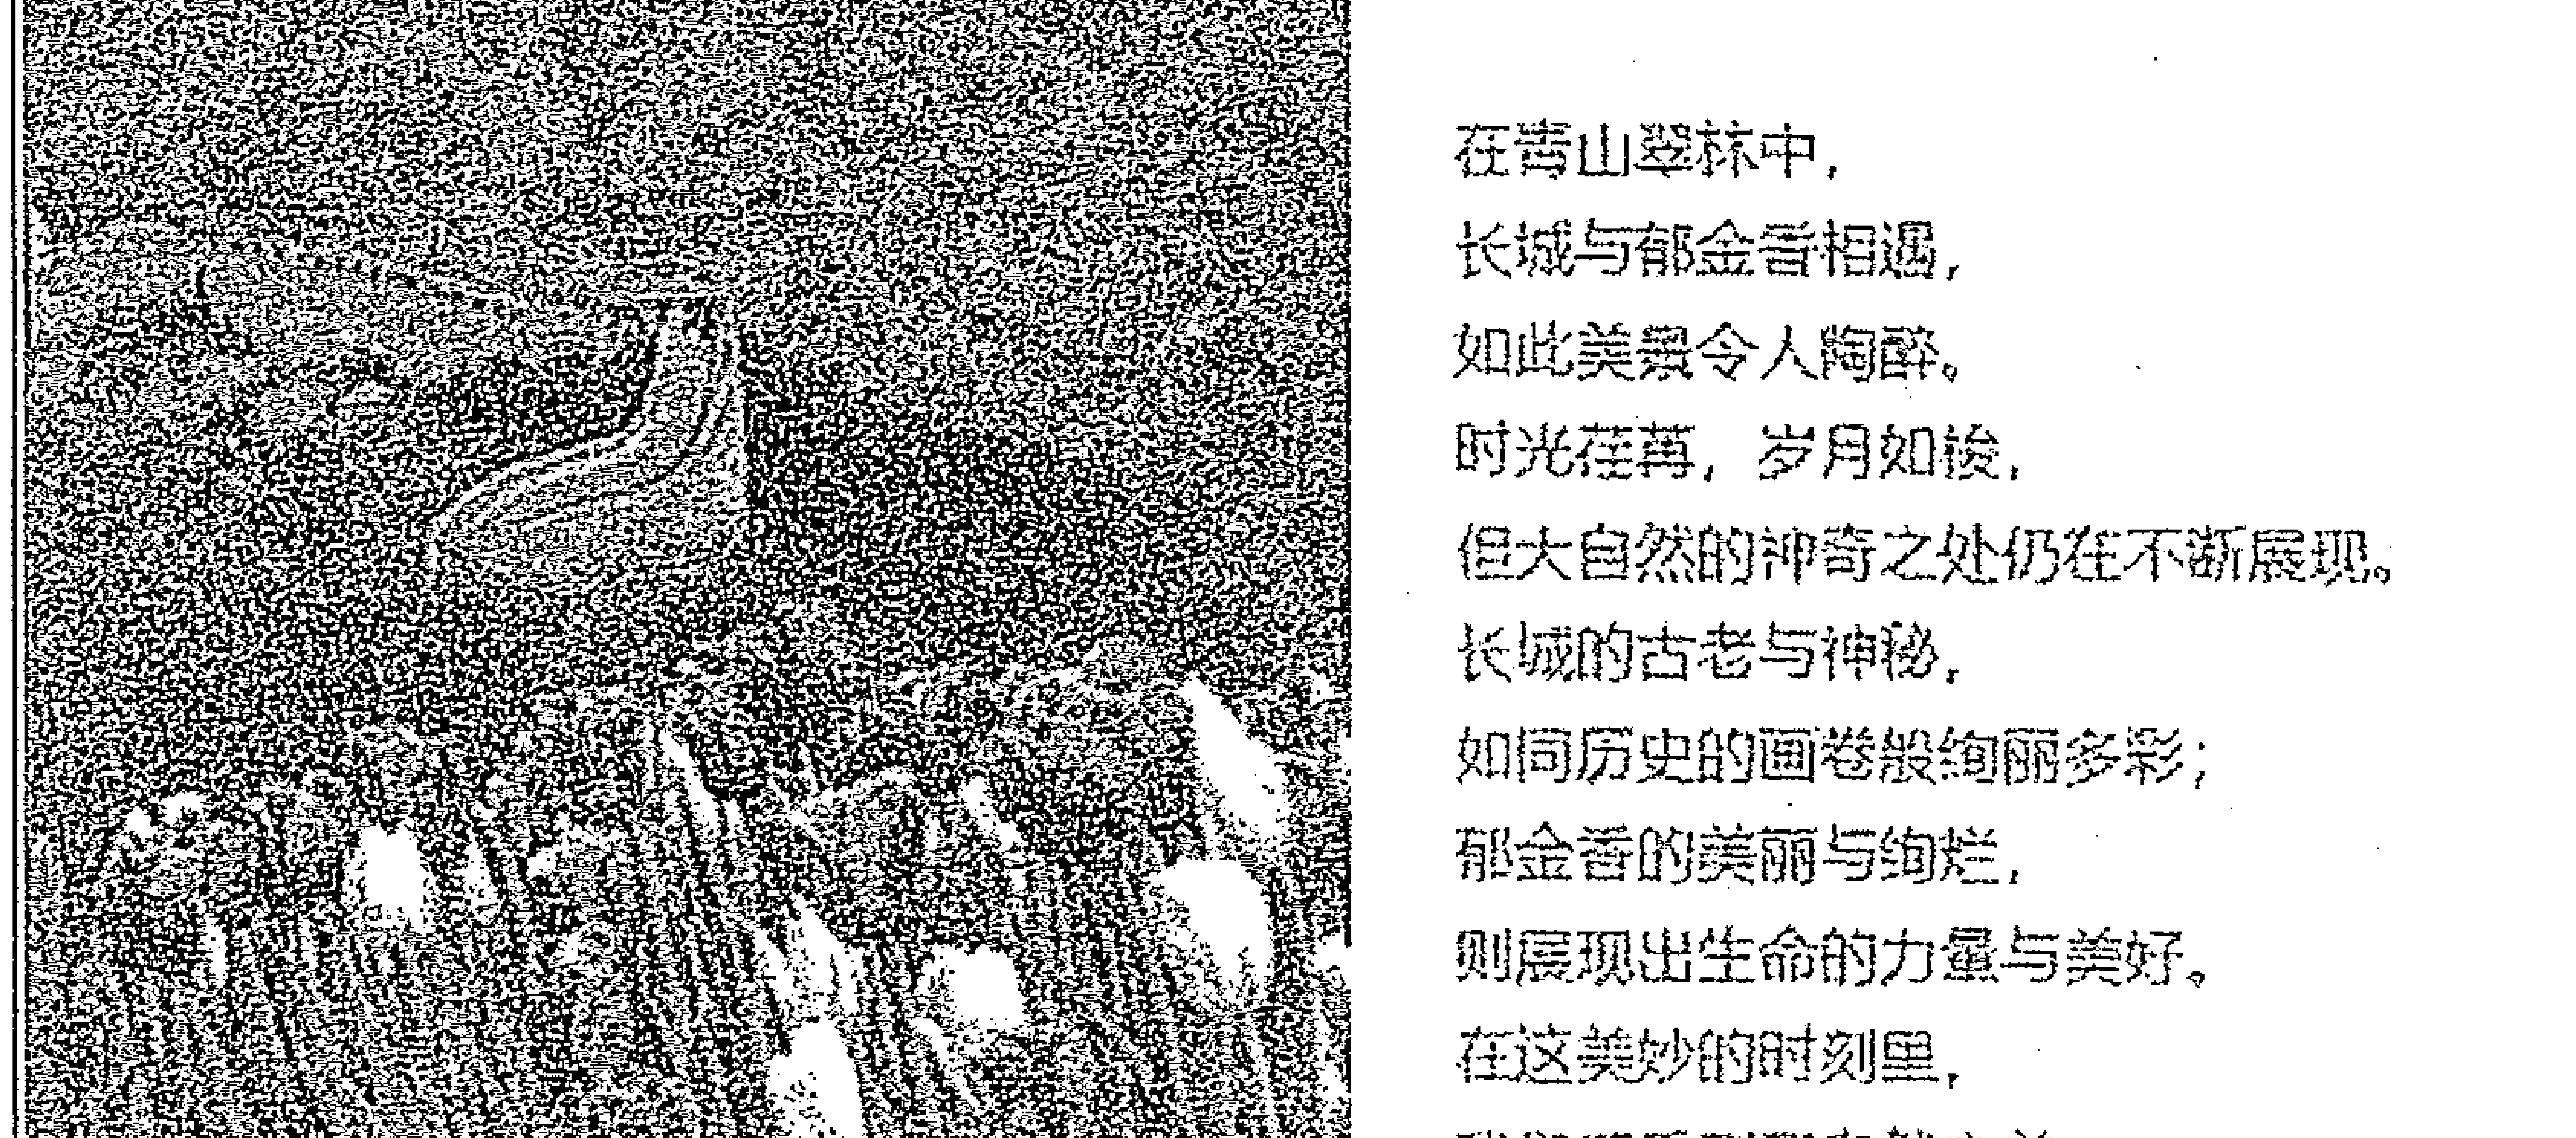 在青山翠林中，
长城与郁金香相遇，
如此美景令人陶醉。
时光荏苒，岁月如梭，
但大自然的神奇之处仍在不断展现。
长城的古老与神秘，
如同历史的画卷般绚丽多彩；
郁金香的美丽与绚烂，
则展现出生命的力量与美好。
在这美妙的时刻里，